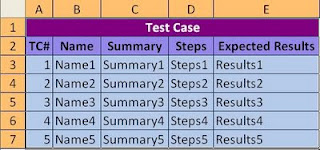 A B C D E
1 Test Case
2 TC# Name Summary Steps Expected Results
3 1 Name1 Summary1 Steps1 Results1
4 2 Name2 Summary2 Steps2 Results2
5 3 Name3 Summary3 Steps3 Results3
6 4 Name4 Summary4 Steps4 Results4
7 5 Name5 Summary5 Steps5 Results5